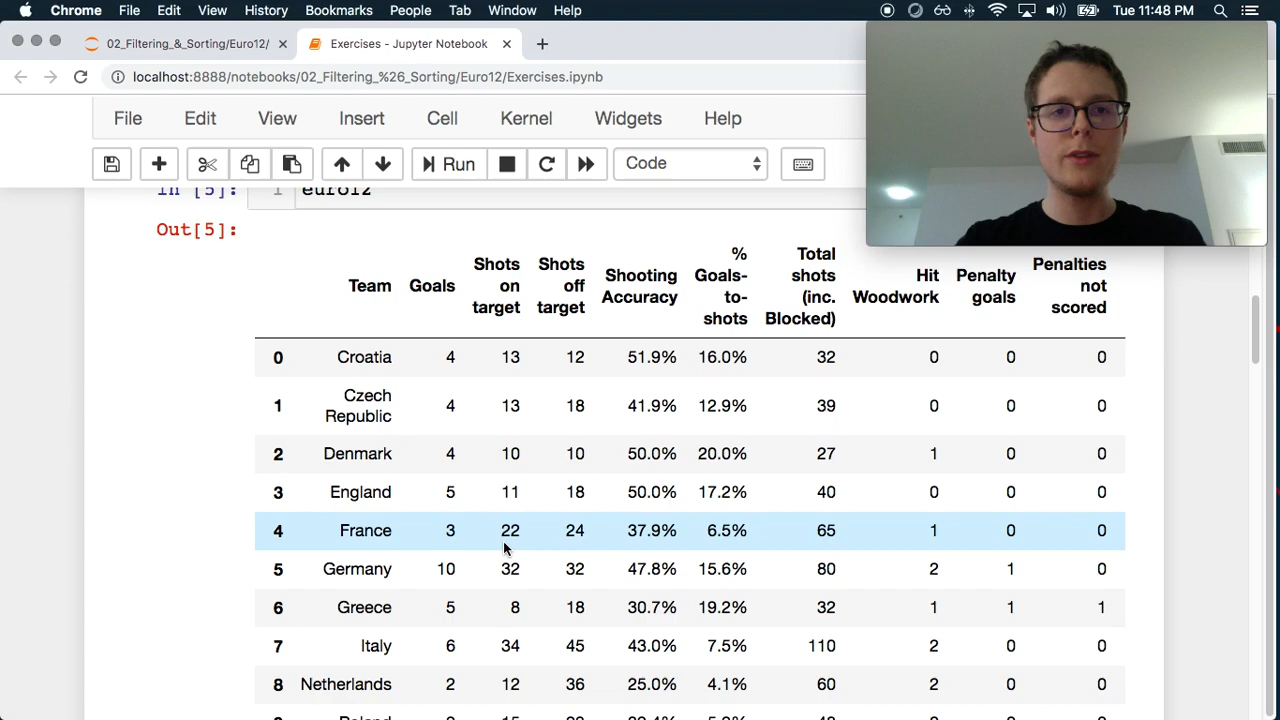 Chrome File Edit View History Bookmarks People Tab Window Help Tue 11:48 PM
02_Filtering_&_Sorting/Euro12/ Exercises - Jupyter Notebook
localhost:8888/notebooks/02_Filtering_%26_Sorting/Euro12/Exercises.ipynb
File Edit View Insert Cell Kernel Widgets Help
Run Code
In [5]: 1 euro12
Out[5]:
Team Goals Shots on target Shots off target Shooting Accuracy % Goals-to-shots Total shots (inc. Blocked) Hit Woodwork Penalty goals Penalties not scored
0 Croatia 4 13 12 51.9% 16.0% 32 0 0 0
1 Czech Republic 4 13 18 41.9% 12.9% 39 0 0 0
2 Denmark 4 10 10 50.0% 20.0% 27 1 0 0
3 England 5 11 18 50.0% 17.2% 40 0 0 0
4 France 3 22 24 37.9% 6.5% 65 1 0 0
5 Germany 10 32 32 47.8% 15.6% 80 2 1 0
6 Greece 5 8 18 30.7% 19.2% 32 1 1 1
7 Italy 6 34 45 43.0% 7.5% 110 2 0 0
8 Netherlands 2 12 36 25.0% 4.1% 60 2 0 0